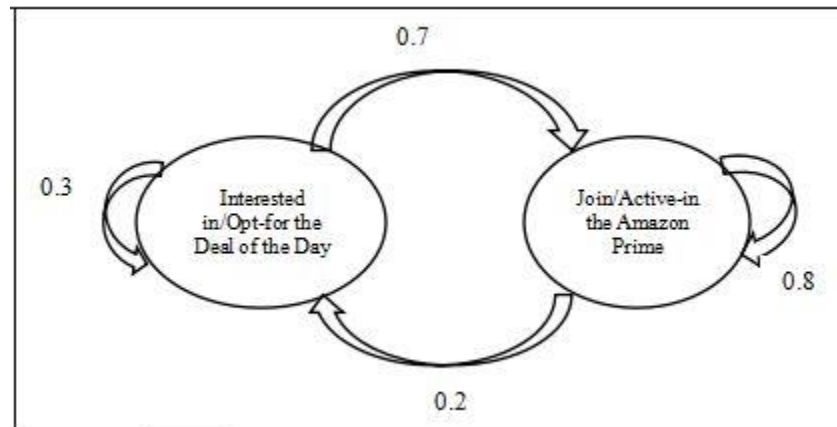 0.7
0.3
Interested
in/Opt-for the
Deal of the Day
Join/Active-in
the Amazon
Prime
0.8
0.2